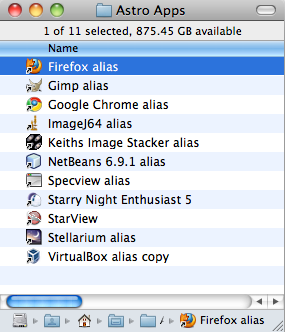 Astro Apps
1 of 11 selected, 875.45 GB available
Name
Firefox alias
Gimp alias
Google Chrome alias
ImageJ64 alias
Keiths Image Stacker alias
NetBeans 6.9.1 alias
Specview alias
Starry Night Enthusiast 5
StarView
Stellarium alias
VirtualBox alias copy
Firefox alias